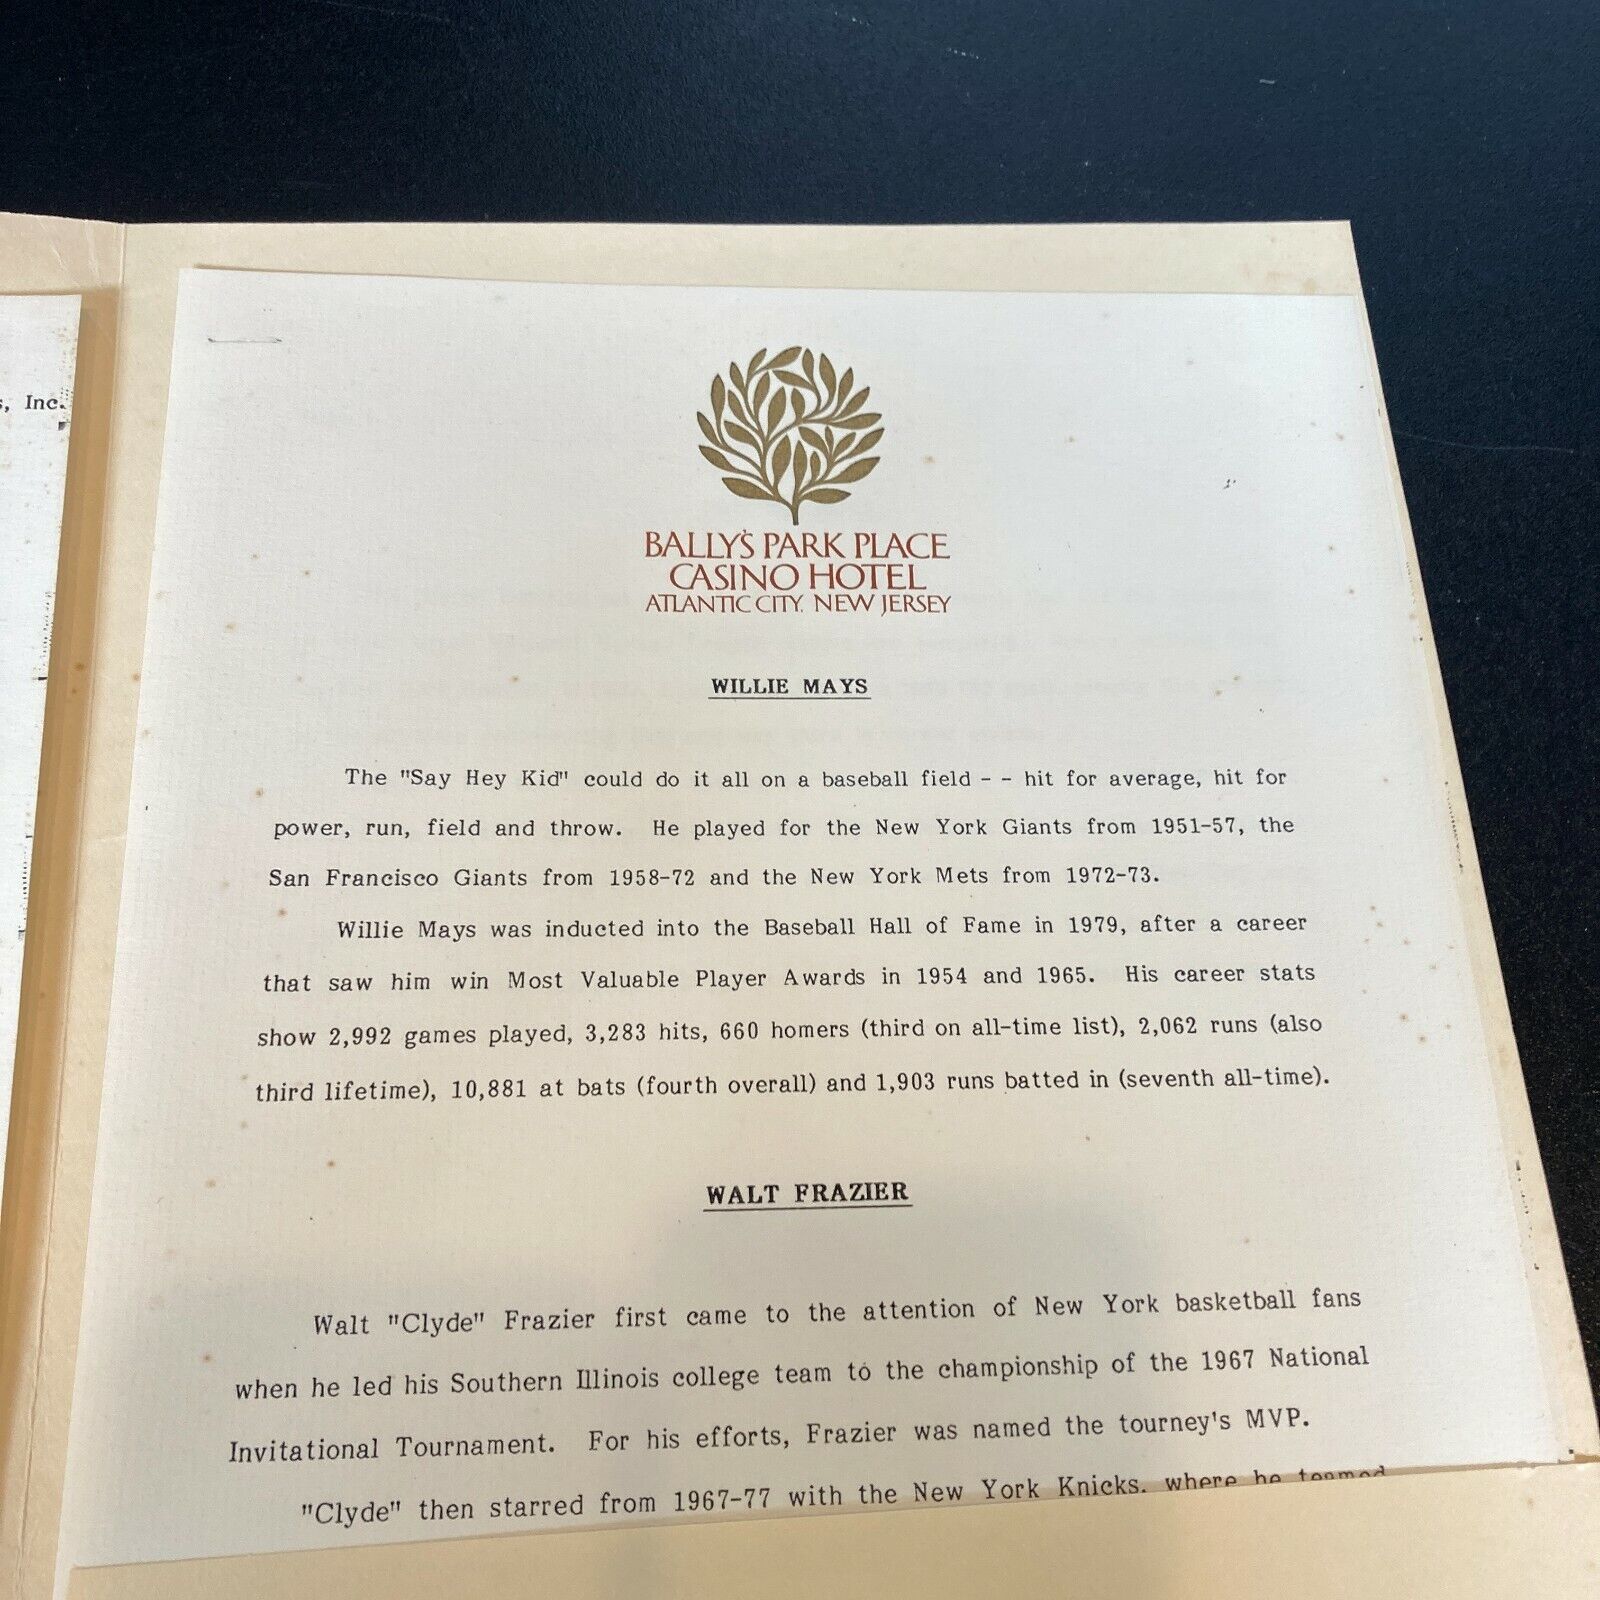 s, Inc.
BALLY'S PARK PLACE
CASINO HOTEL
ATLANTIC CITY, NEW JERSEY
WILLIE MAYS
The "Say Hey Kid" could do it all on a baseball field - - hit for average, hit for
power, run, field and throw. He played for the New York Giants from 1951-57, the
San Francisco Giants from 1958-72 and the New York Mets from 1972-73.
Willie Mays was inducted into the Baseball Hall of Fame in 1979, after a career
that saw him win Most Valuable Player Awards in 1954 and 1965. His career stats
show 2,992 games played, 3,283 hits, 660 homers (third on all-time list), 2,062 runs (also
third lifetime), 10,881 at bats (fourth overall) and 1,903 runs batted in (seventh all-time).
WALT FRAZIER
Walt "Clyde" Frazier first came to the attention of New York basketball fans
when he led his Southern Illinois college team to the championship of the 1967 National
Invitational Tournament. For his efforts, Frazier was named the tourney's MVP.
"Clyde" then starred from 1967-77 with the New York Knicks, where he teamed